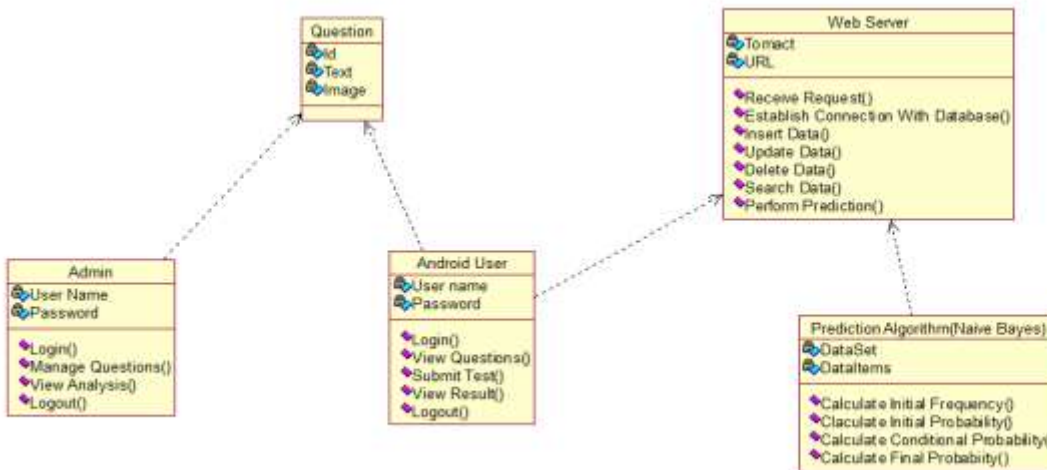 Question
Id
Text
Image
Web Server
Tomact
URL
Receive Request()
Establish Connection With Database()
Insert Data()
Update Data()
Delete Data()
Search Data()
Perform Prediction()
Admin
User Name
Password
Login()
Manage Questions()
View Analysis()
Logout()
Android User
User name
Password
Login()
View Questions()
Submit Test()
View Result()
Logout()
Prediction Algorithm(Naive Bayes)
DataSet
DataItems
Calculate Initial Frequency()
Claculate Initial Probability()
Calculate Conditional Probability(
Calculate Final Probabiity()